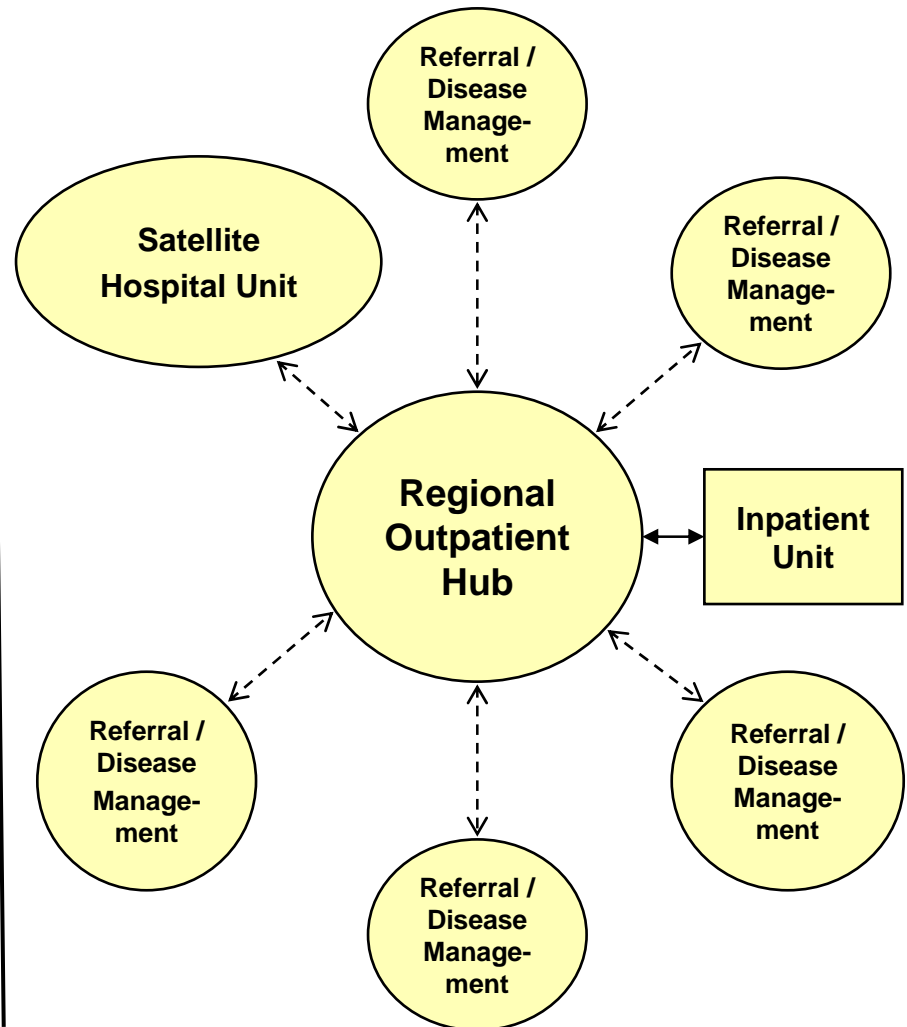 Referral /
Disease
Manage-
ment
Satellite
Hospital Unit
Referral /
Disease
Manage-
ment
Regional
Outpatient
Hub
Inpatient
Unit
Referral /
Disease
Manage-
ment
Referral /
Disease
Manage-
ment
Referral /
Disease
Manage-
ment